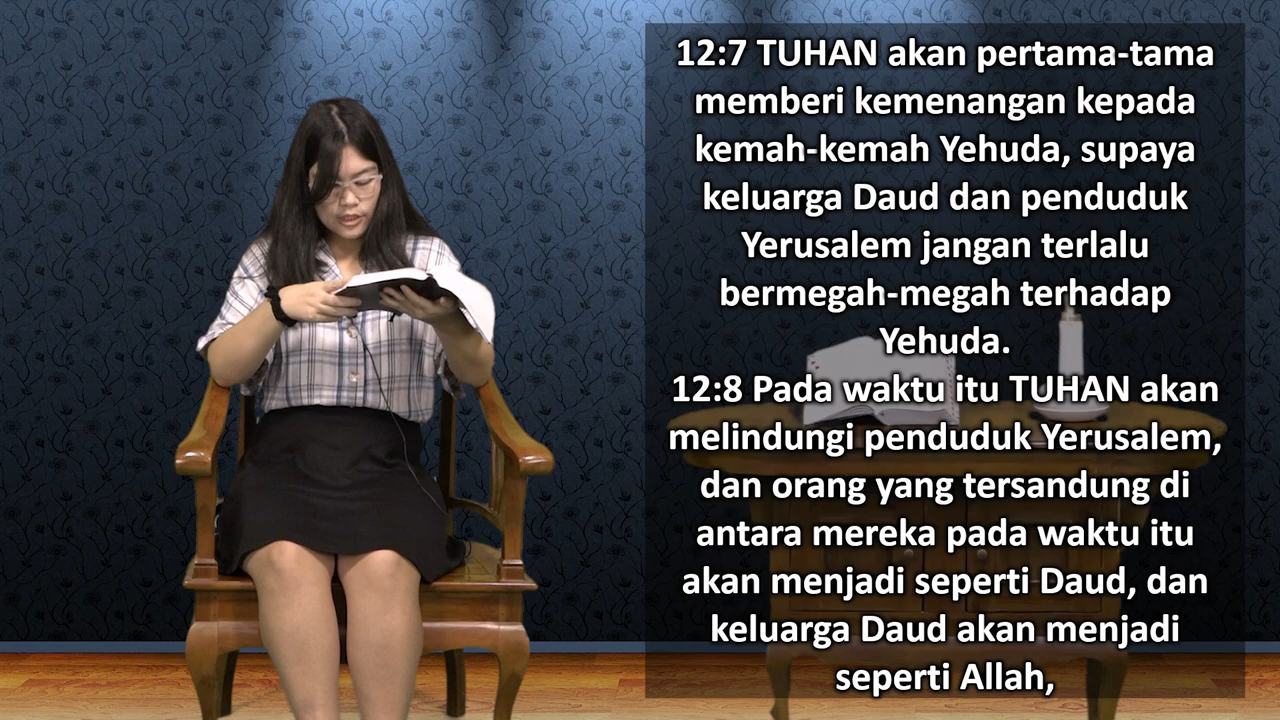 12:7 TUHAN akan pertama-tama
memberi kemenangan kepada
kemah-kemah Yehuda, supaya
keluarga Daud dan penduduk
Yerusalem jangan terlalu
bermegah-megah terhadap
Yehuda.
12:8 Pada waktu itu TUHAN akan
melindungi penduduk Yerusalem,
dan orang yang tersandung di
antara mereka pada waktu itu
akan menjadi seperti Daud, dan
keluarga Daud akan menjadi
seperti Allah,